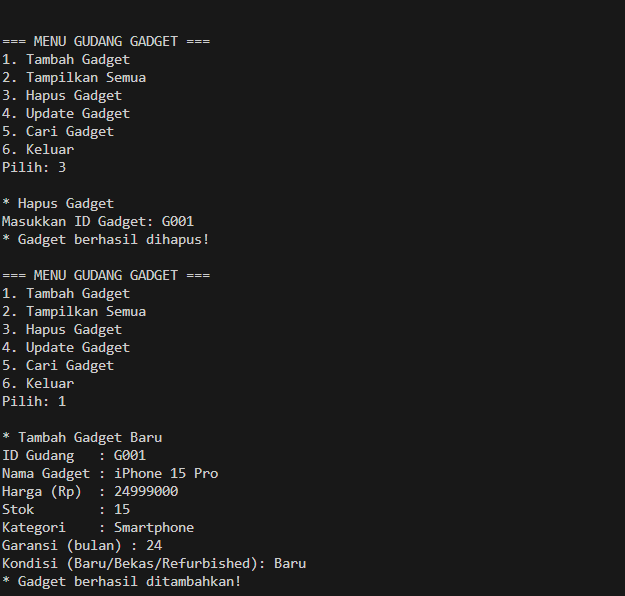 === MENU GUDANG GADGET ===
1. Tambah Gadget
2. Tampilkan Semua
3. Hapus Gadget
4. Update Gadget
5. Cari Gadget
6. Keluar
Pilih: 3

* Hapus Gadget
Masukkan ID Gadget: G001
* Gadget berhasil dihapus!

=== MENU GUDANG GADGET ===
1. Tambah Gadget
2. Tampilkan Semua
3. Hapus Gadget
4. Update Gadget
5. Cari Gadget
6. Keluar
Pilih: 1

* Tambah Gadget Baru
ID Gudang   : G001
Nama Gadget : iPhone 15 Pro
Harga (Rp)  : 24999000
Stok        : 15
Kategori    : Smartphone
Garansi (bulan) : 24
Kondisi (Baru/Bekas/Refurbished): Baru
* Gadget berhasil ditambahkan!